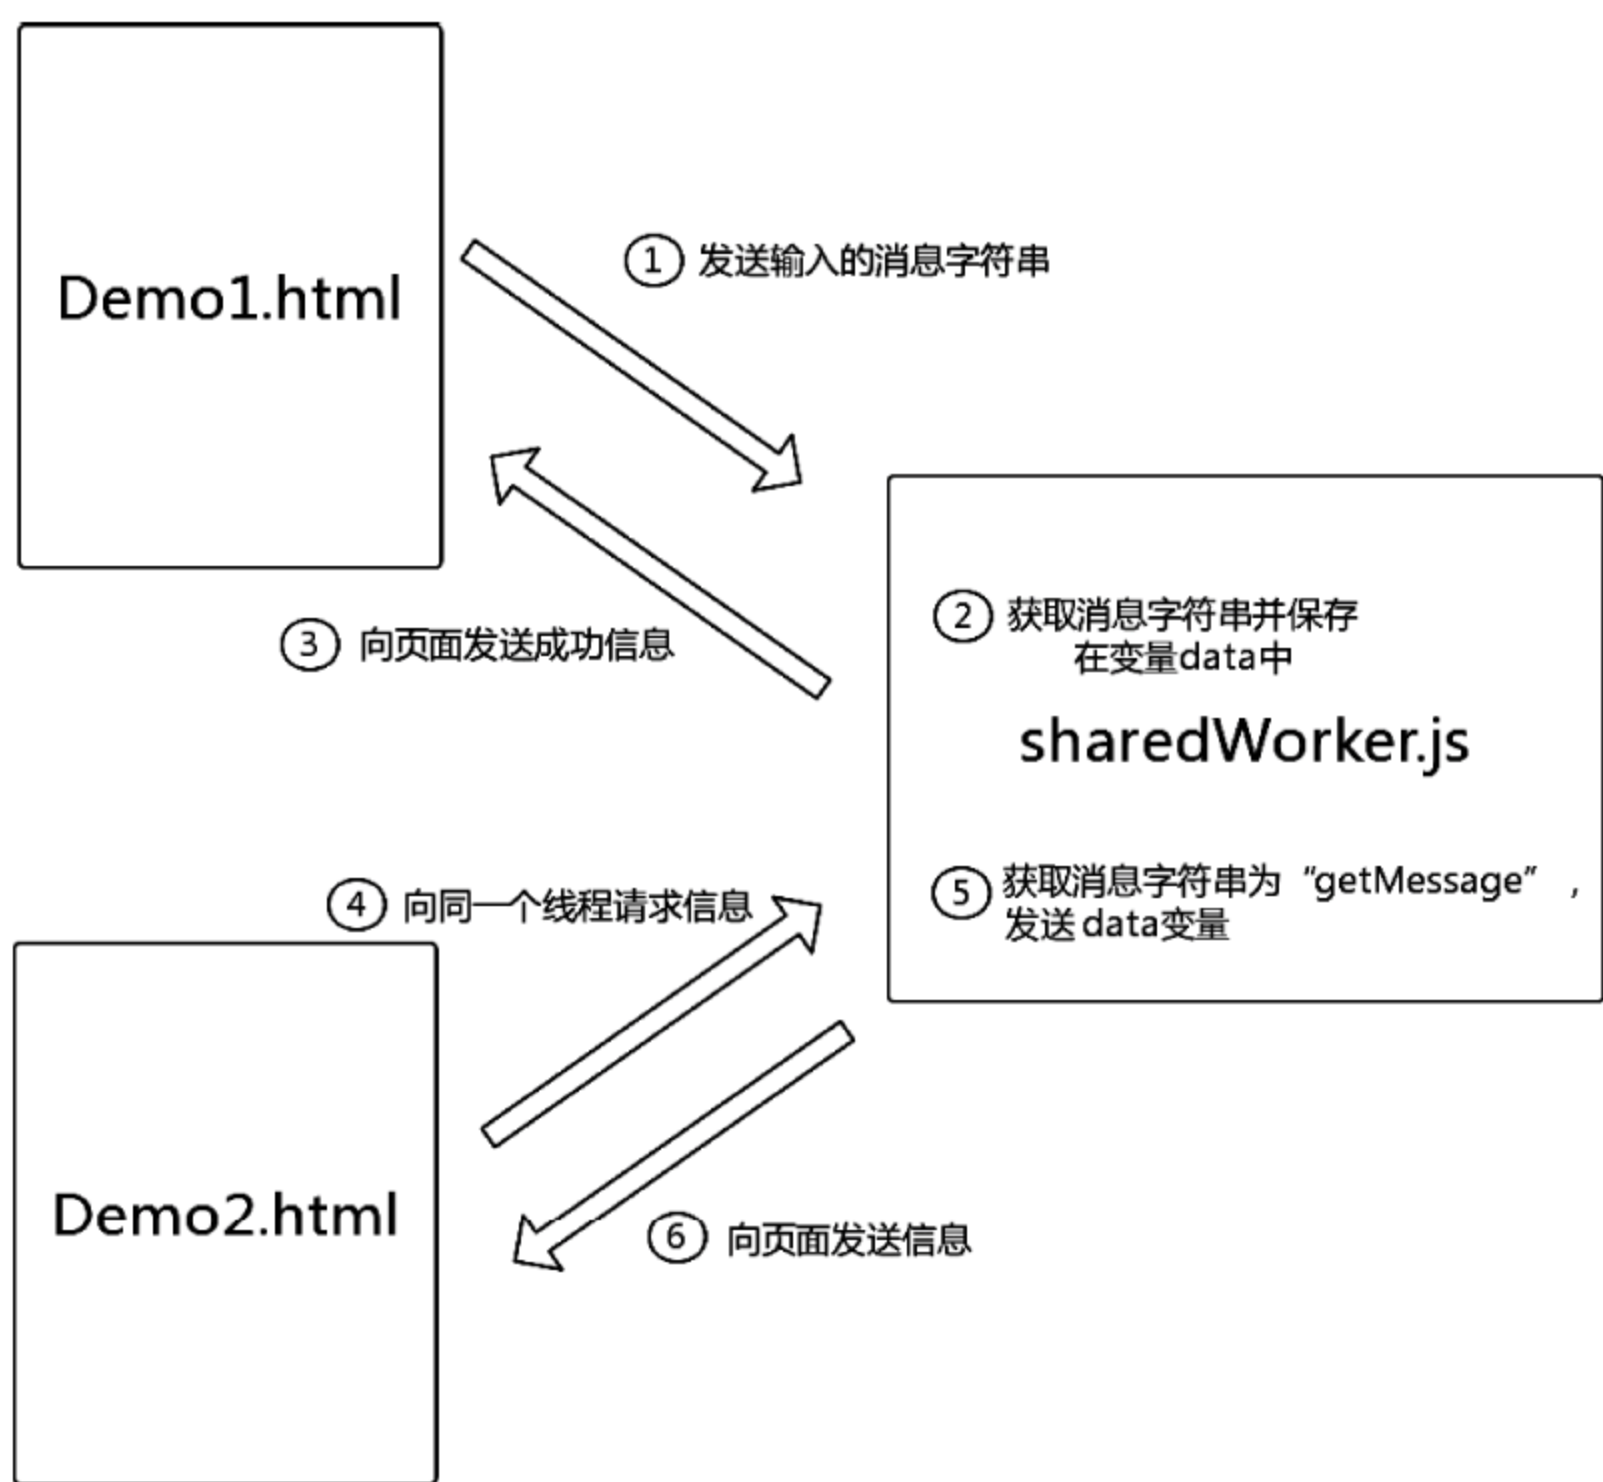 Demo1.html
① 发送输入的消息字符串
③ 向页面发送成功信息
② 获取消息字符串并保存
在变量data中
sharedWorker.js
⑤ 获取消息字符串为“getMessage”,
发送data变量
④ 向同一个线程请求信息
Demo2.html
⑥ 向页面发送信息